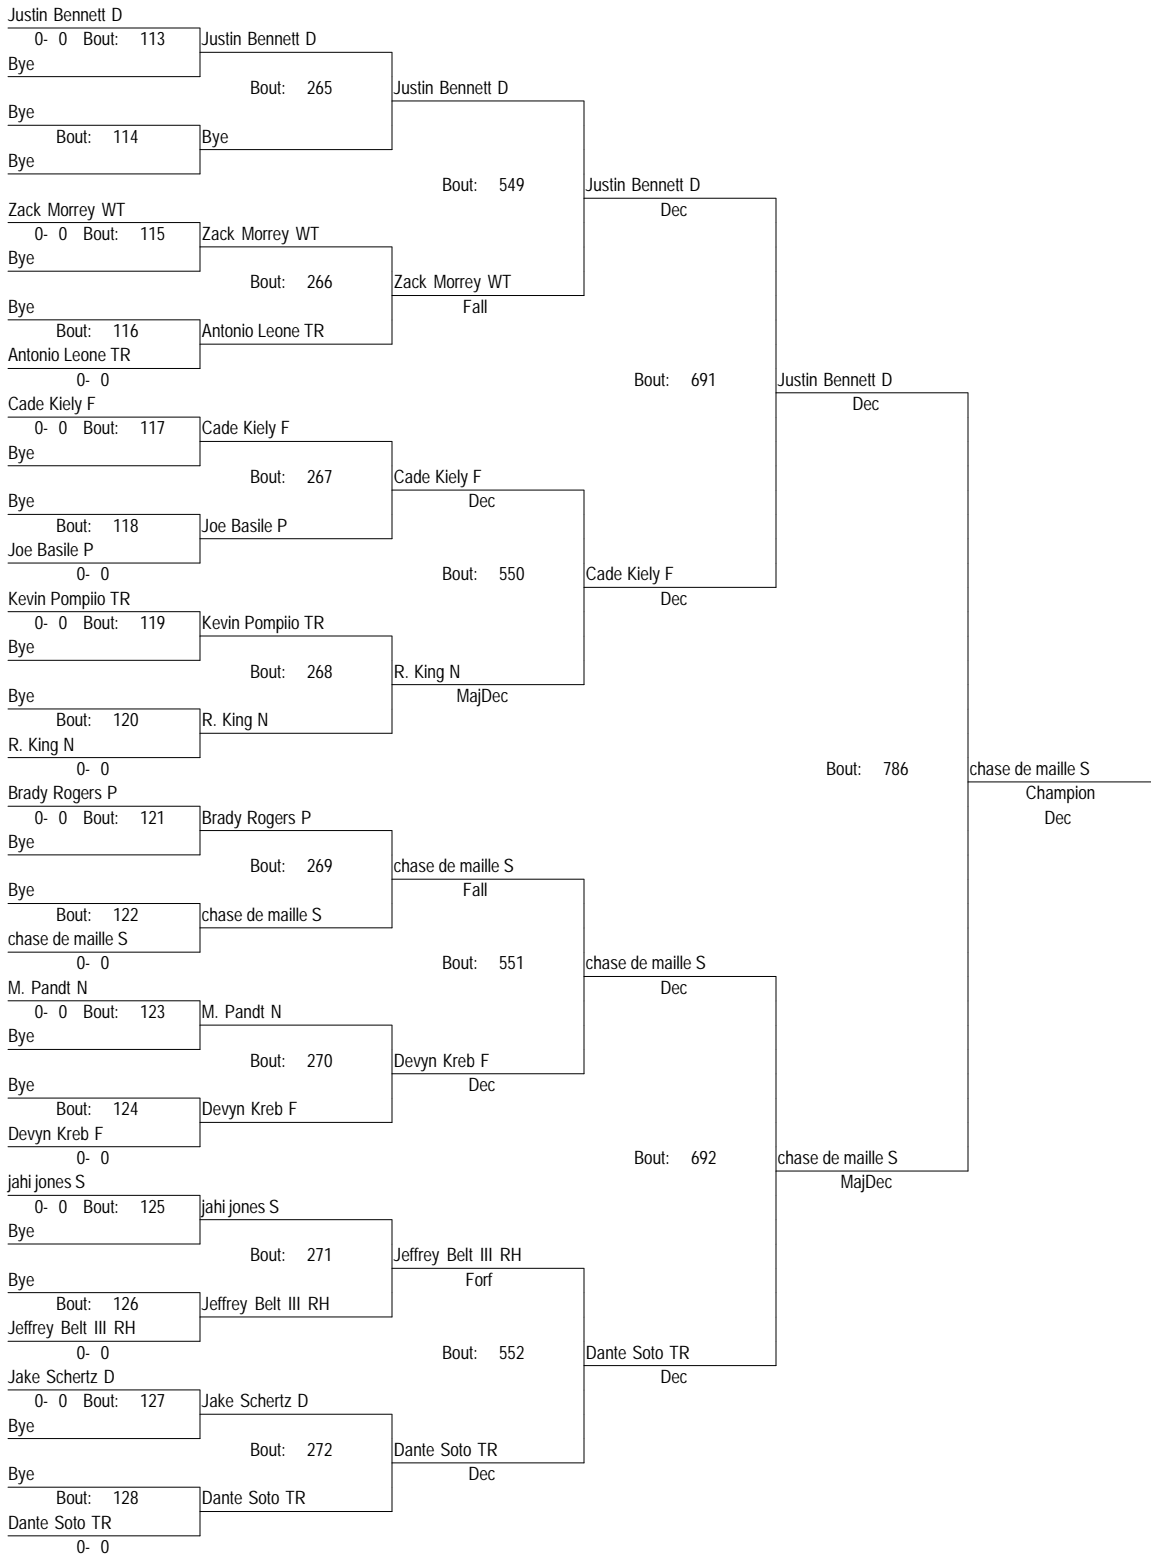 Justin Bennett D
0- 0 Bout: 113 Justin Bennett D
Bye
Bout: 265 Justin Bennett D
Bye
Bout: 114 Bye
Bye
Bout: 549 Justin Bennett D
Zack Morrey WT Dec
0- 0 Bout: 115 Zack Morrey WT
Bye
Bout: 266 Zack Morrey WT
Bye Fall
Bout: 116 Antonio Leone TR
Antonio Leone TR
0- 0 Bout: 691 Justin Bennett D
Cade Kiely F Dec
0- 0 Bout: 117 Cade Kiely F
Bye
Bout: 267 Cade Kiely F
Bye Dec
Bout: 118 Joe Basile P
Joe Basile P
0- 0 Bout: 550 Cade Kiely F
Kevin Pompiio TR Dec
0- 0 Bout: 119 Kevin Pompiio TR
Bye
Bout: 268 R. King N
Bye MajDec
Bout: 120 R. King N
R. King N
0- 0 Bout: 786 chase de maille S
Brady Rogers P Champion
0- 0 Bout: 121 Brady Rogers P Dec
Bye
Bout: 269 chase de maille S
Bye Fall
Bout: 122 chase de maille S
chase de maille S
0- 0 Bout: 551 chase de maille S
M. Pandt N Dec
0- 0 Bout: 123 M. Pandt N
Bye
Bout: 270 Devyn Kreb F
Bye Dec
Bout: 124 Devyn Kreb F
Devyn Kreb F
0- 0 Bout: 692 chase de maille S
jahi jones S MajDec
0- 0 Bout: 125 jahi jones S
Bye
Bout: 271 Jeffrey Belt III RH
Bye Forf
Bout: 126 Jeffrey Belt III RH
Jeffrey Belt III RH
0- 0 Bout: 552 Dante Soto TR
Jake Schertz D Dec
0- 0 Bout: 127 Jake Schertz D
Bye
Bout: 272 Dante Soto TR
Bye Dec
Bout: 128 Dante Soto TR
Dante Soto TR
0- 0